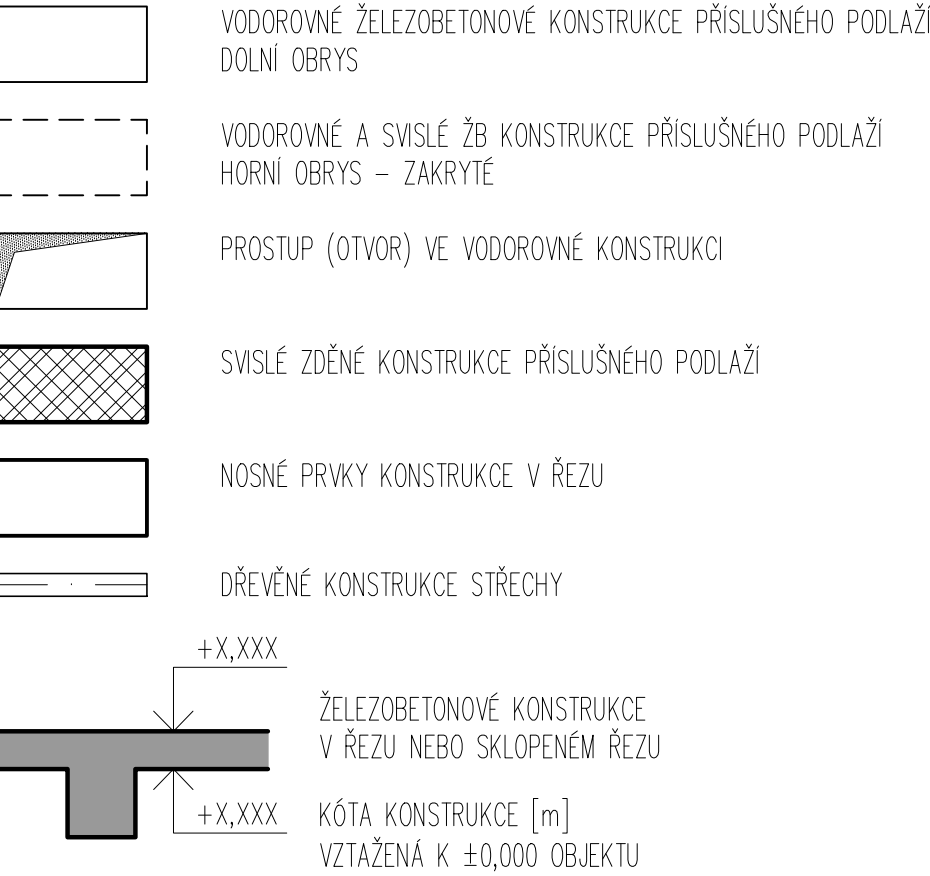 VODOROVNÉ ŽELEZOBETONOVÉ KONSTRUKCE PŘÍSLUŠNÉHO PODLAŽÍ
DOLNÍ OBRYS
VODOROVNÉ A SVISLÉ ŽB KONSTRUKCE PŘÍSLUŠNÉHO PODLAŽÍ
HORNÍ OBRYS – ZAKRYTÉ
PROSTUP (OTVOR) VE VODOROVNÉ KONSTRUKCI
SVISLÉ ZDĚNÉ KONSTRUKCE PŘÍSLUŠNÉHO PODLAŽÍ
NOSNÉ PRVKY KONSTRUKCE V ŘEZU
DŘEVĚNÉ KONSTRUKCE STŘECHY
+X,XXX
ŽELEZOBETONOVÉ KONSTRUKCE
V ŘEZU NEBO SKLOPENÉM ŘEZU
+X,XXX
KÓTA KONSTRUKCE [m]
VZTAŽENÁ K ±0,000 OBJEKTU